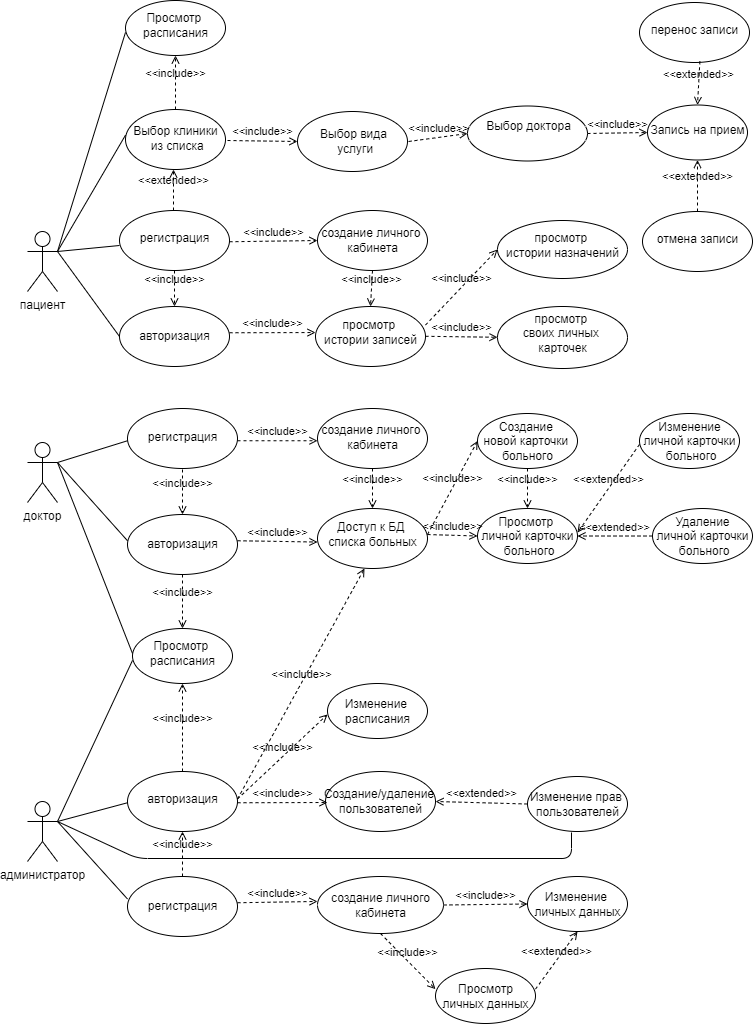 Просмотр
расписания
перенос записи
<<include>>
<<extended>>
Выбор клиники
из списка
<<include>>
Выбор вида
услуги
<<include>>
Выбор доктора
<<include>>
Запись на прием
<<extended>>
<<extended>>
регистрация
<<include>>
создание личного
кабинета
просмотр
истории назначений
отмена записи
<<include>>
<<include>>
<<include>>
пациент
авторизация
<<include>>
просмотр
истории записей
<<include>>
просмотр
своих личных
карточек
регистрация
<<include>>
создание личного
кабинета
Создание
новой карточки
больного
Изменение
личной карточки
больного
<<include>>
<<include>>
<<include>>
<<include>>
<<extended>>
доктор
авторизация
<<include>>
Доступ к БД
списка больных
<<include>>
Просмотр
личной карточки
больного
<<extended>>
Удаление
личной карточки
больного
<<include>>
Просмотр
расписания
<<include>>
<<include>>
Изменение
расписания
<<include>>
авторизация
<<include>>
Создание/удаление
пользователей
<<extended>>
Изменение прав
пользователей
<<include>>
администратор
регистрация
<<include>>
создание личного
кабинета
<<include>>
Изменение
личных данных
<<include>>
<<extended>>
Просмотр
личных данных